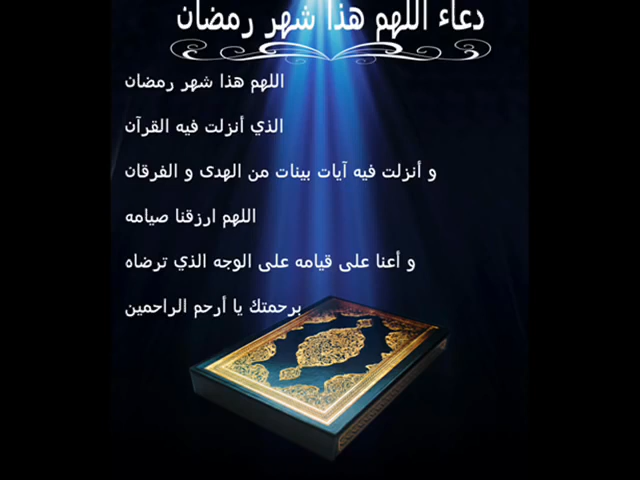 دعاء اللهم هذا شهر رمضان
اللهم هذا شهر رمضان
الذي أنزلت فيه القرآن
و أنزلت فيه آيات بينات من الهدى و الفرقان
اللهم ارزقنا صيامه
و أعنا على قيامه على الوجه الذي ترضاه
برحمتك يا أرحم الراحمين